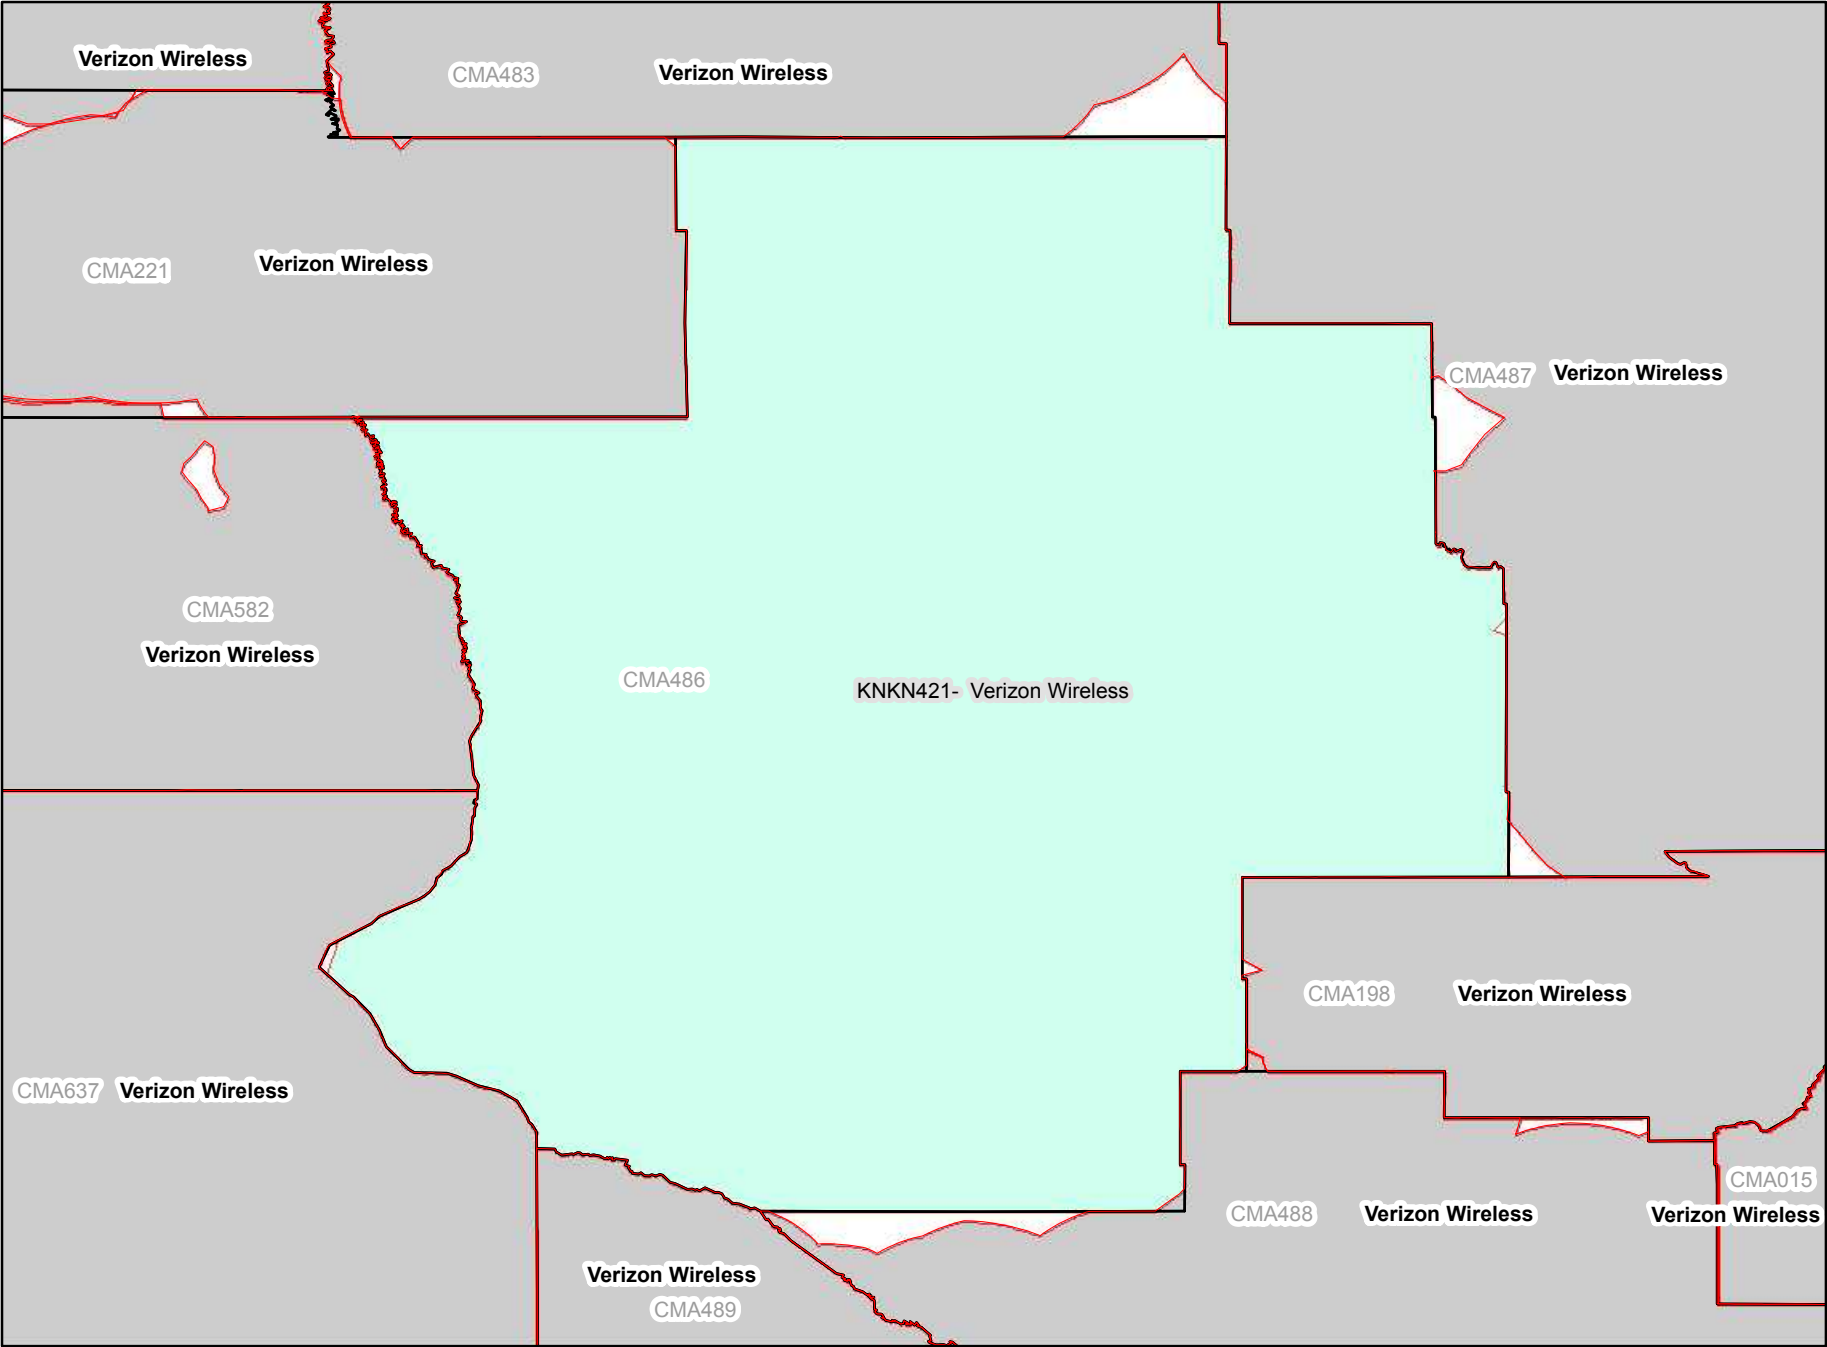 Verizon Wireless
CMA483 Verizon Wireless
CMA221 Verizon Wireless
CMA487 Verizon Wireless
CMA582
Verizon Wireless
CMA486
KNKN421- Verizon Wireless
CMA198 Verizon Wireless
CMA637 Verizon Wireless
CMA015
Verizon Wireless
CMA488 Verizon Wireless
Verizon Wireless
CMA489